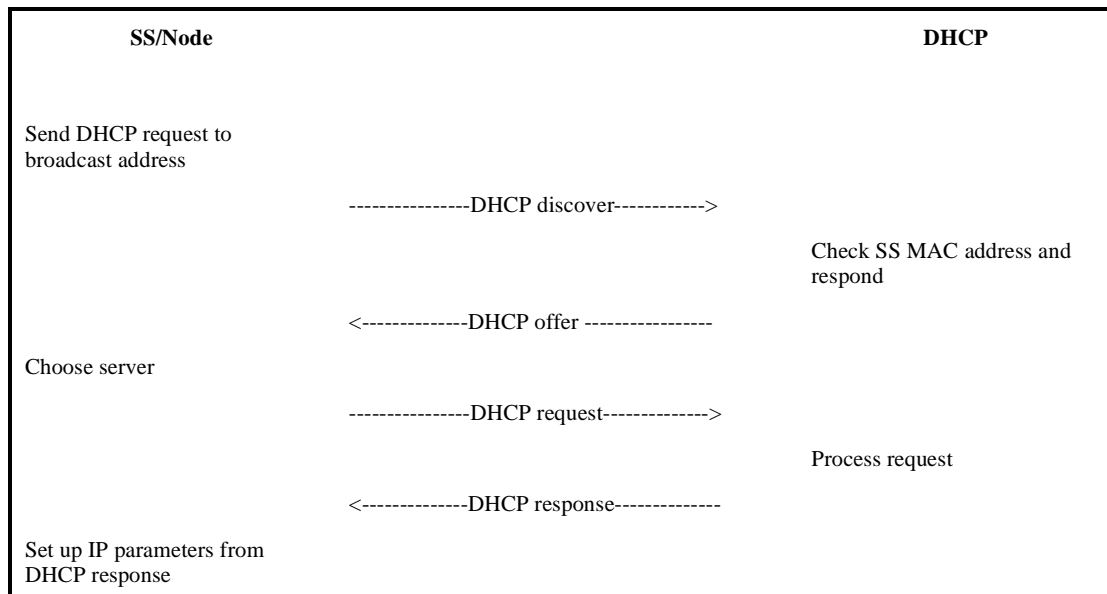 SS/Node DHCP
Send DHCP request to
broadcast address
----------------DHCP discover------------>
Check SS MAC address and
respond
<--------------DHCP offer -----------------
Choose server
----------------DHCP request-------------->
Process request
<--------------DHCP response--------------
Set up IP parameters from
DHCP response